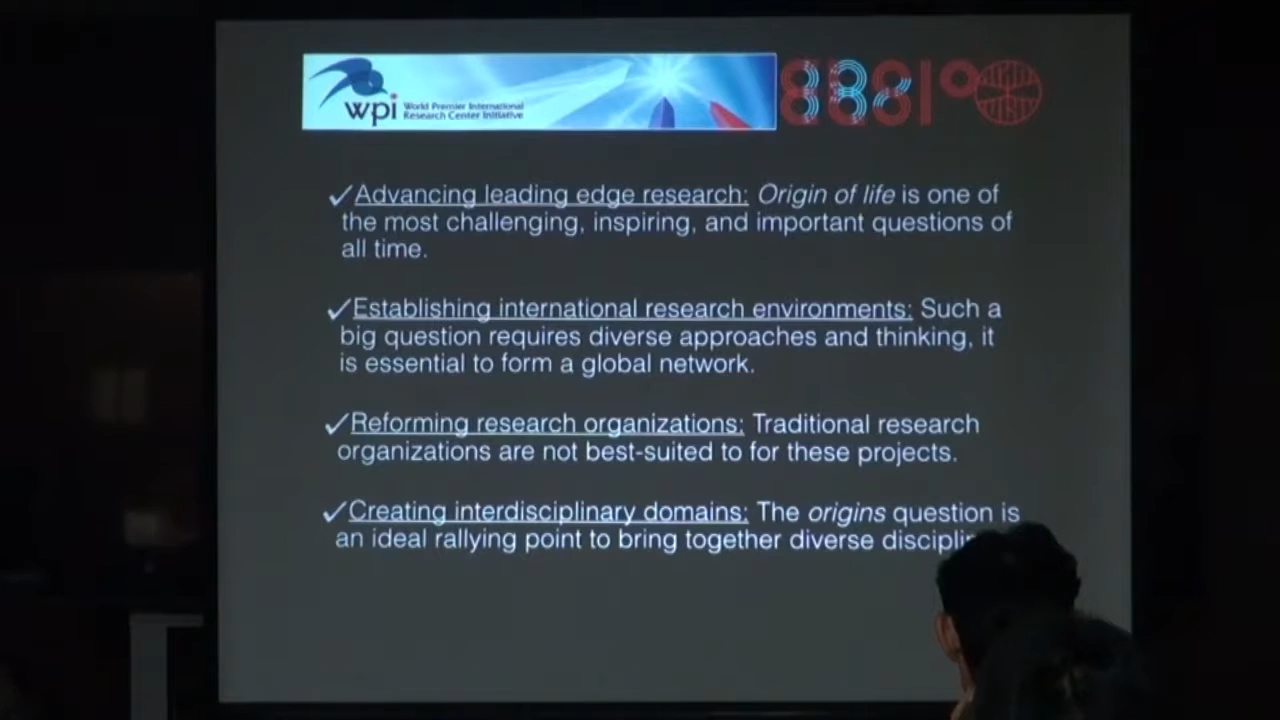 wpi World Premier International
Research Center Initiative
✓Advancing leading edge research: Origin of life is one of
the most challenging, inspiring, and important questions of
all time.
✓Establishing international research environments: Such a
big question requires diverse approaches and thinking, it
is essential to form a global network.
✓Reforming research organizations: Traditional research
organizations are not best-suited to for these projects.
✓Creating interdisciplinary domains: The origins question is
an ideal rallying point to bring together diverse